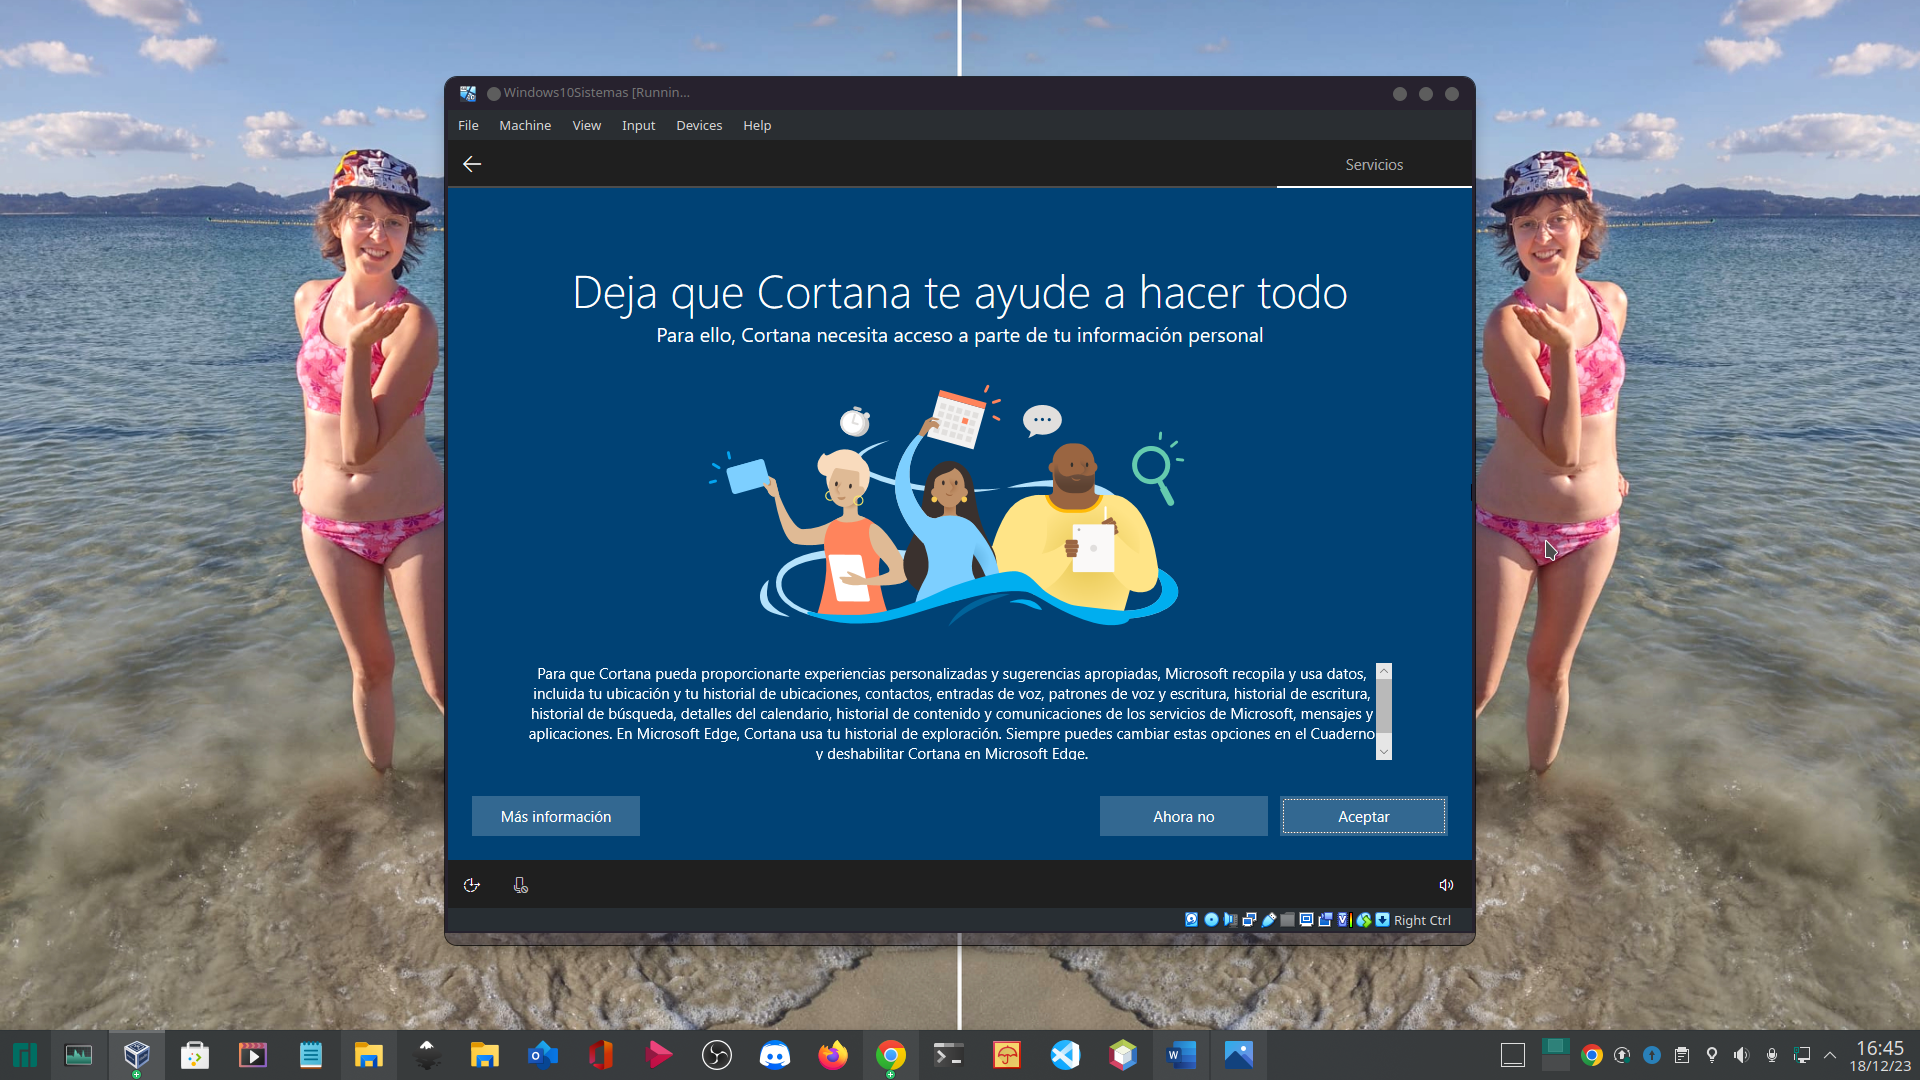 Windows10Sistemas [Runnin...
File Machine View Input Devices Help
Servicios
Deja que Cortana te ayude a hacer todo
Para ello, Cortana necesita acceso a parte de tu información personal
Para que Cortana pueda proporcionarte experiencias personalizadas y sugerencias apropiadas, Microsoft recopila y usa datos,
incluida tu ubicación y tu historial de ubicaciones, contactos, entradas de voz, patrones de voz y escritura, historial de escritura,
historial de búsqueda, detalles del calendario, historial de contenido y comunicaciones de los servicios de Microsoft, mensajes y
aplicaciones. En Microsoft Edge, Cortana usa tu historial de exploración. Siempre puedes cambiar estas opciones en el Cuaderno
y deshabilitar Cortana en Microsoft Edge.
Más información
Ahora no
Aceptar
Right Ctrl
16:45
18/12/23